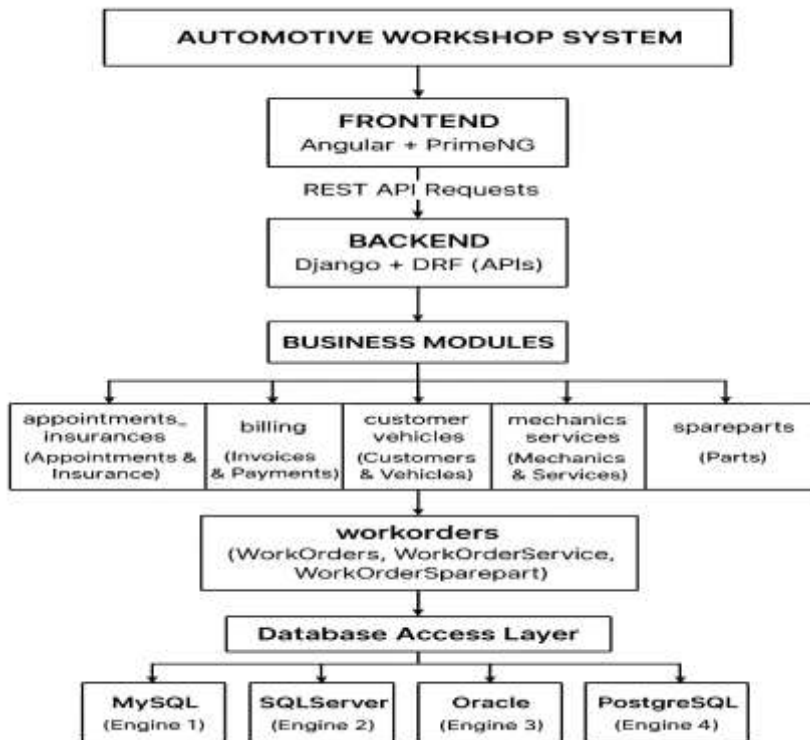 AUTOMOTIVE WORKSHOP SYSTEM
FRONTEND
Angular + PrimeNG
REST API Requests
BACKEND
Django + DRF (APIs)
BUSINESS MODULES
appointments_
insurances
(Appointments &
Insurance)
billing
(Invoices
& Payments)
customer
vehicles
(Customers
& Vehicles)
mechanics
services
(Mechanics
& Services)
spareparts
(Parts)
workorders
(WorkOrders, WorkOrderService,
WorkOrderSparepart)
Database Access Layer
MySQL
(Engine 1)
SQLServer
(Engine 2)
Oracle
(Engine 3)
PostgreSQL
(Engine 4)